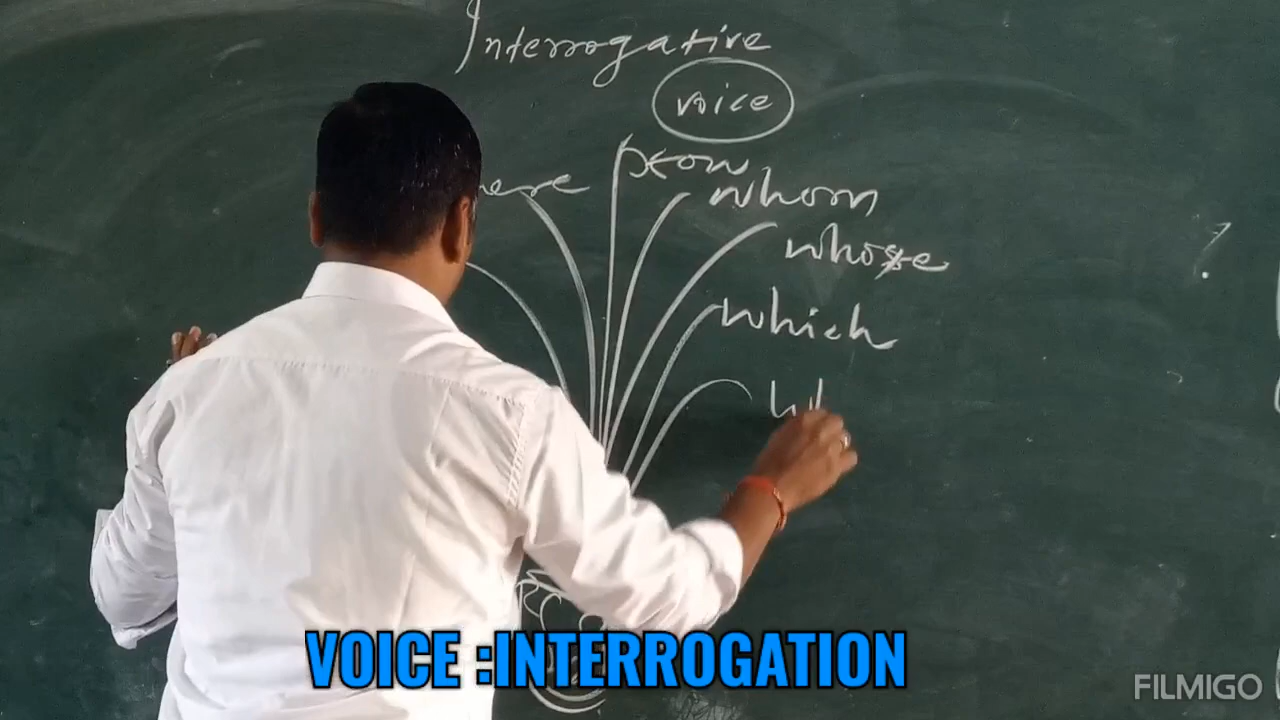 Interrogative
voice
How
whom
whose
which
?
VOICE :INTERROGATION
FILMIGO